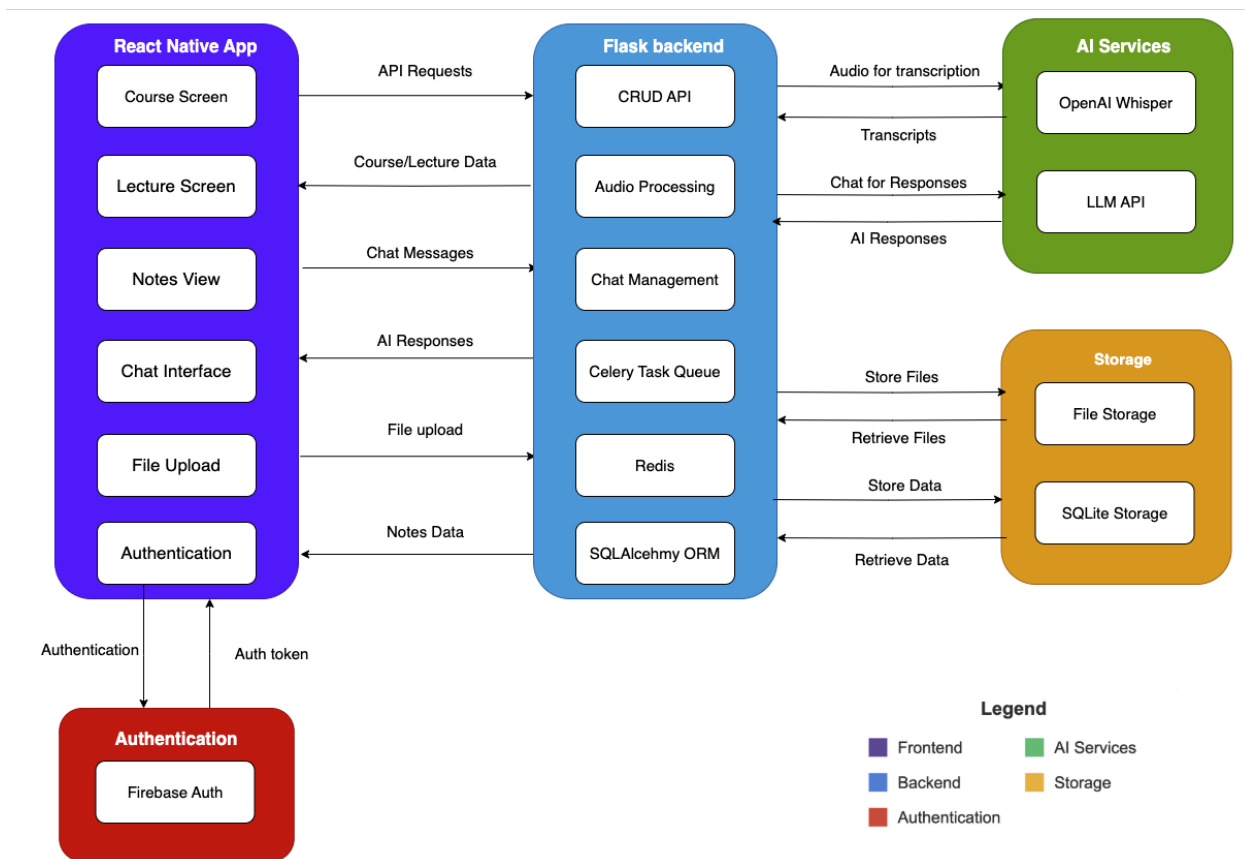 React Native App
Course Screen
Lecture Screen
Notes View
Chat Interface
File Upload
Authentication
API Requests
Course/Lecture Data
Chat Messages
AI Responses
File upload
Notes Data
Flask backend
CRUD API
Audio Processing
Chat Management
Celery Task Queue
Redis
SQLAlcehmy ORM
Audio for transcription
Transcripts
Chat for Responses
AI Responses
AI Services
OpenAI Whisper
LLM API
Store Files
Retrieve Files
Store Data
Retrieve Data
Storage
File Storage
SQLite Storage
Authentication
Auth token
Authentication
Firebase Auth
Legend
Frontend
AI Services
Backend
Storage
Authentication